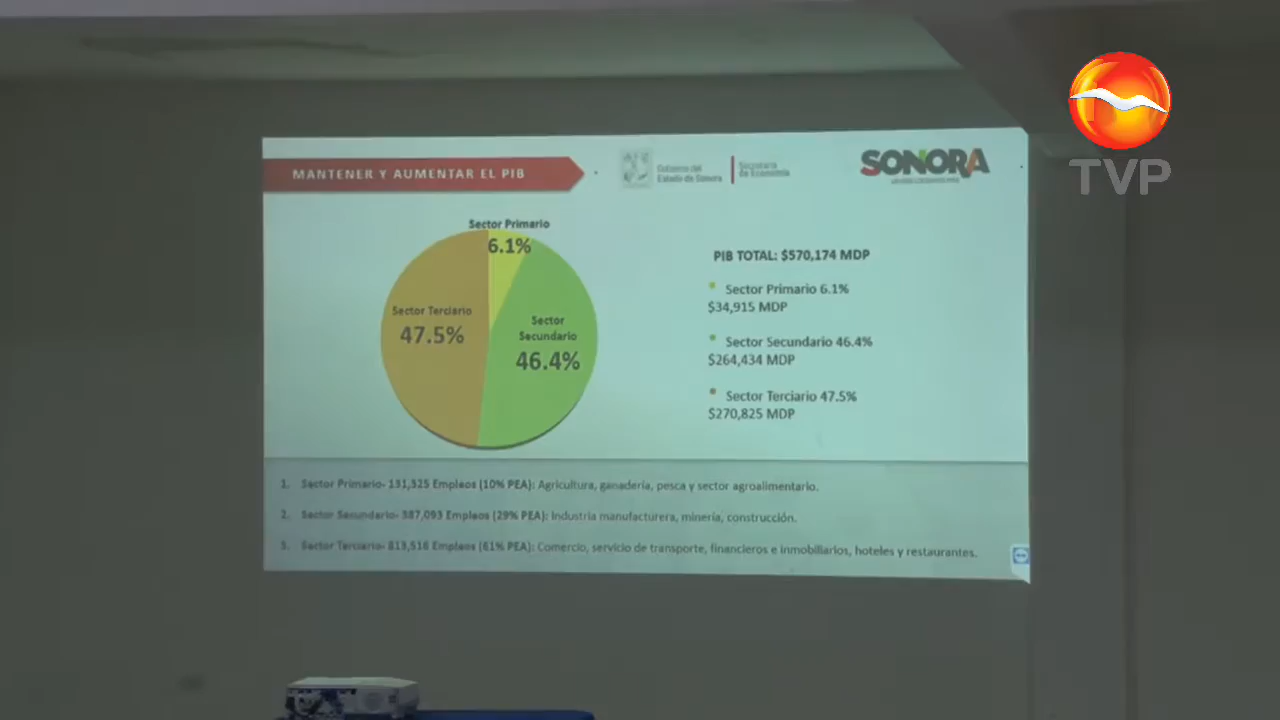 TVP
MANTENER Y AUMENTAR EL PIB
Gobierno del
Estado de Sonora
Secretaría
de Economía
SONORA
Sector Primario
6.1%
Sector Terciario
47.5%
Sector
Secundario
46.4%
PIB TOTAL: $570,174 MDP
Sector Primario 6.1%
$34,915 MDP
Sector Secundario 46.4%
$264,434 MDP
Sector Terciario 47.5%
$270,825 MDP
1. Sector Primario- 131,325 Empleos (10% PEA): Agricultura, ganadería, pesca y sector agroalimentario.
2. Sector Secundario- 387,093 Empleos (29% PEA): Industria manufacturera, minería, construcción.
3. Sector Terciario- 813,516 Empleos (61% PEA): Comercio, servicio de transporte, financieros e inmobiliarios, hoteles y restaurantes.